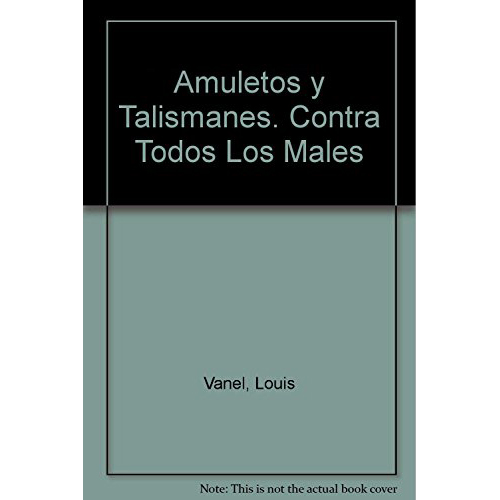 Amuletos y
Talismanes. Contra
Todos Los Males
Vanel, Louis
Note: This is not the actual book cover